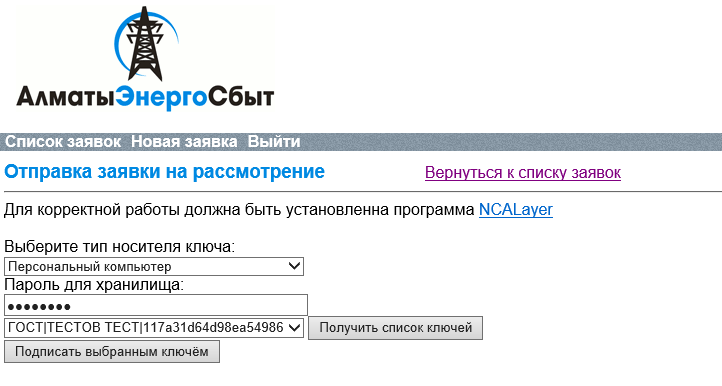 АлматыЭнергоСбыт
Список заявок Новая заявка Выйти
Отправка заявки на рассмотрение Вернуться к списку заявок
Для корректной работы должна быть установленна программа NCALayer
Выберите тип носителя ключа:
Персональный компьютер
Пароль для хранилища:
●●●●●●●●
ГОСТ|ТЕСТОВ ТЕСТ|117a31d64d98ea54986 Получить список ключей
Подписать выбранным ключём